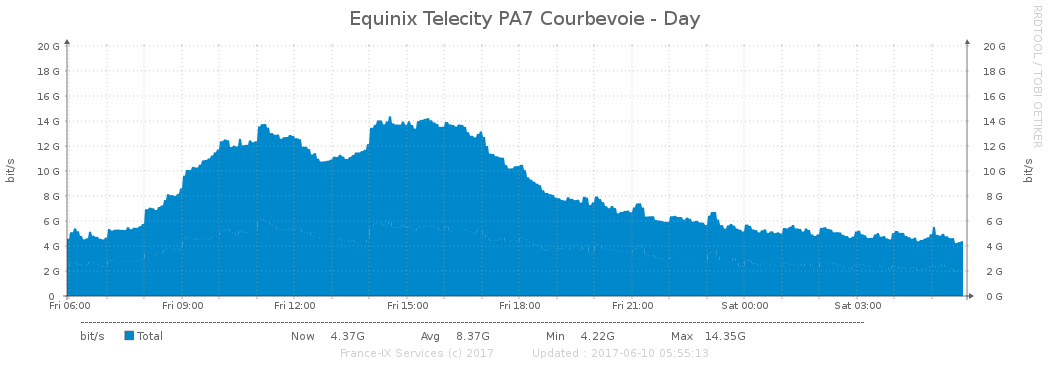 Equinix Telecity PA7 Courbevoie - Day
RRDTOOL / TOBI OETIKER
20 G 20 G
18 G 18 G
16 G 16 G
14 G 14 G
12 G 12 G
10 G 10 G
8 G 8 G
6 G 6 G
4 G 4 G
2 G 2 G
0 0 G
bit/s bit/s
Fri 06:00 Fri 09:00 Fri 12:00 Fri 15:00 Fri 18:00 Fri 21:00 Sat 00:00 Sat 03:00
bit/s Total Now 4.37G Avg 8.37G Min 4.22G Max 14.35G
France-IX Services (c) 2017 Updated : 2017-06-10 05:55:13